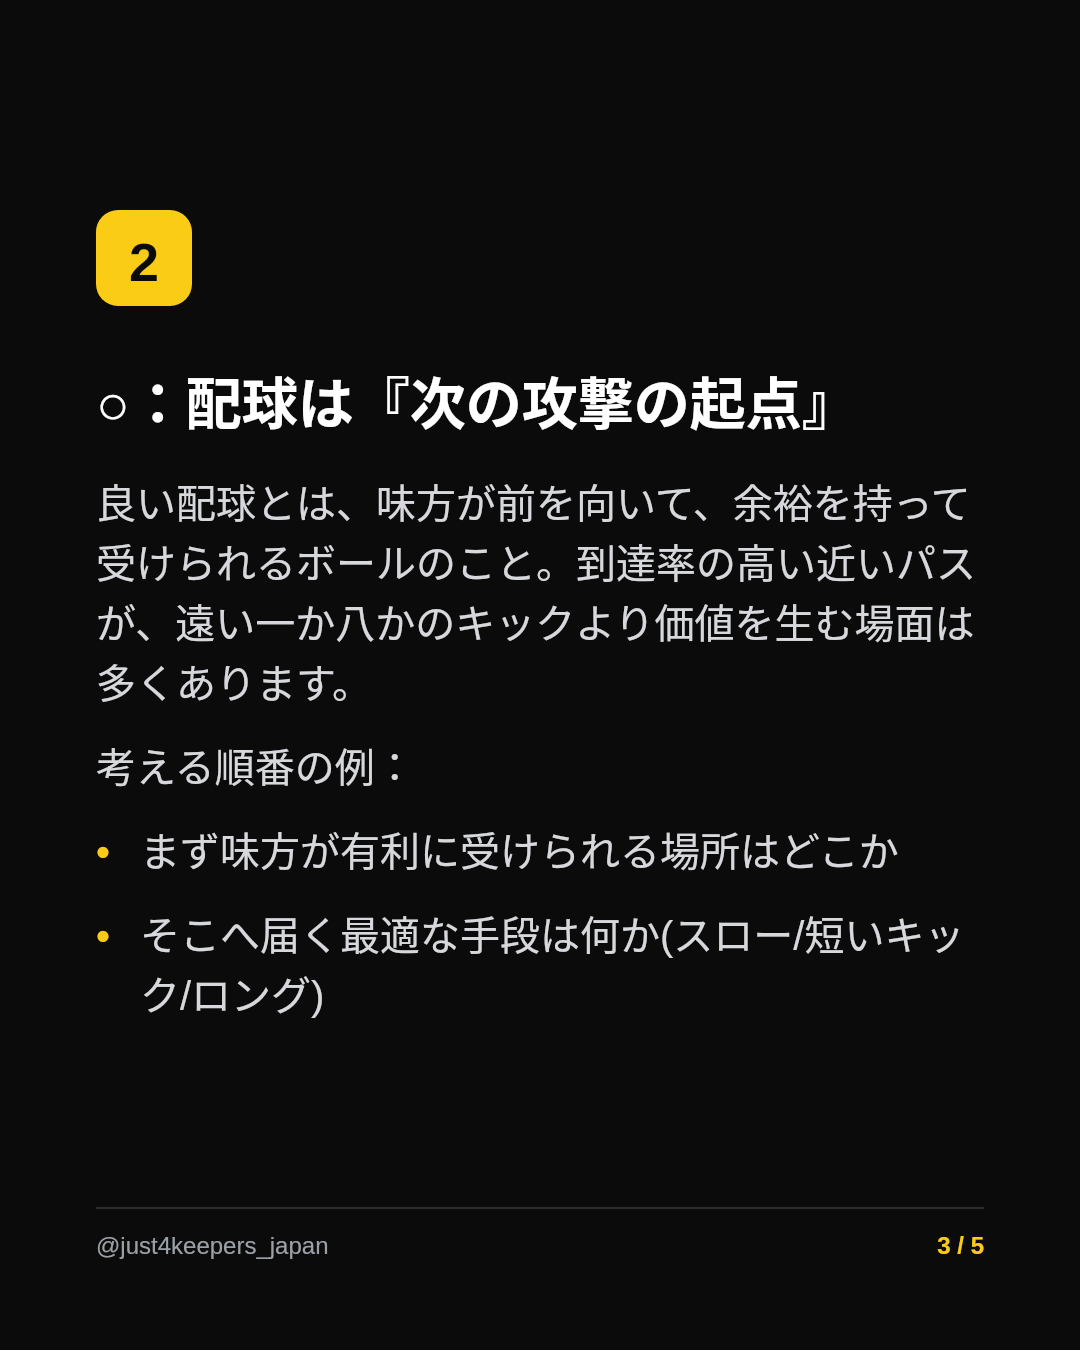 2
○：配球は『次の攻撃の起点』
良い配球とは、味方が前を向いて、余裕を持って
受けられるボールのこと。到達率の高い近いパス
が、遠い一か八かのキックより価値を生む場面は
多くあります。
考える順番の例：
• まず味方が有利に受けられる場所はどこか
• そこへ届く最適な手段は何か(スロー/短いキッ
ク/ロング)
@just4keepers_japan
3 / 5